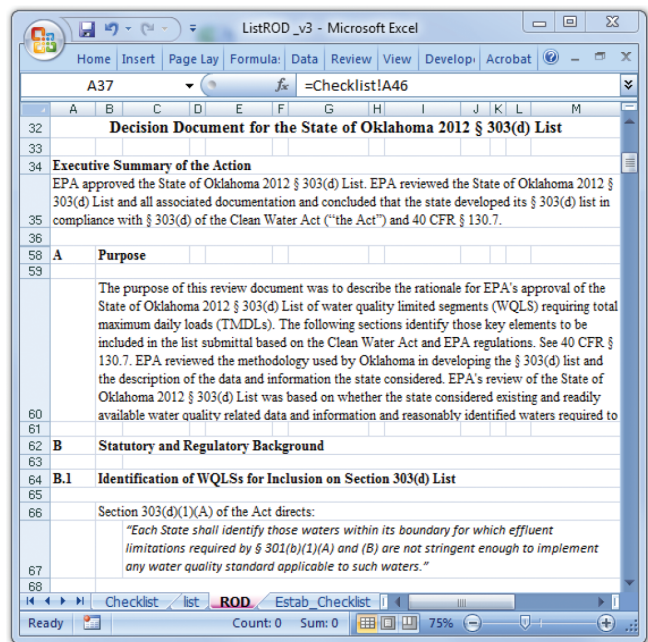 ListROD _v3 - Microsoft Excel
Home Insert Page Lay Formula: Data Review View Develop Acrobat
A37 fx =Checklist!A46
A B C D E F G H I J K L M
32 Decision Document for the State of Oklahoma 2012 § 303(d) List
33
34 Executive Summary of the Action
EPA approved the State of Oklahoma 2012 § 303(d) List. EPA reviewed the State of Oklahoma 2012 §
303(d) List and all associated documentation and concluded that the state developed its § 303(d) list in
35 compliance with § 303(d) of the Clean Water Act (“the Act”) and 40 CFR § 130.7.
36
58 A Purpose
59
The purpose of this review document was to describe the rationale for EPA's approval of the
State of Oklahoma 2012 § 303(d) List of water quality limited segments (WQLS) requiring total
maximum daily loads (TMDLs). The following sections identify those key elements to be
included in the list submittal based on the Clean Water Act and EPA regulations. See 40 CFR §
130.7. EPA reviewed the methodology used by Oklahoma in developing the § 303(d) list and
the description of the data and information the state considered. EPA's review of the State of
Oklahoma 2012 § 303(d) List was based on whether the state considered existing and readily
60 available water quality related data and information and reasonably identified waters required to
61
62 B Statutory and Regulatory Background
63
64 B.1 Identification of WQLSs for Inclusion on Section 303(d) List
65
66 Section 303(d)(1)(A) of the Act directs:
“Each State shall identify those waters within its boundary for which effluent
limitations required by § 301(b)(1)(A) and (B) are not stringent enough to implement
67 any water quality standard applicable to such waters.”
68
Checklist list ROD Estab_Checklist
Ready Count: 0 Sum: 0 75%